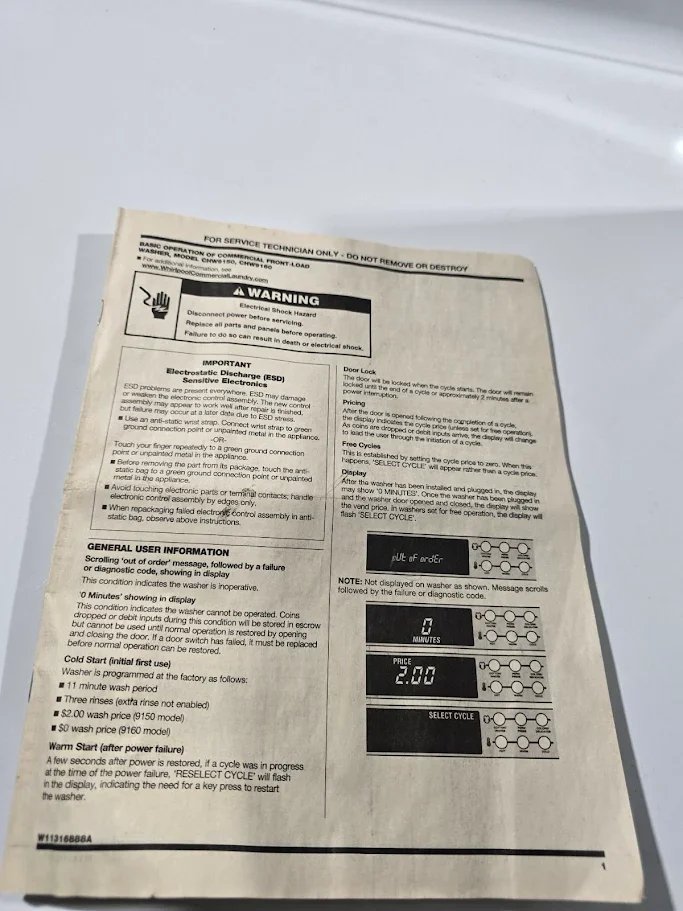 FOR SERVICE TECHNICIAN ONLY - DO NOT REMOVE OR DESTROY
BASIC OPERATION OF COMMERCIAL FRONT-LOAD
WASHER, MODEL CHW9150, CHW9160
■ For additional information, see
www.WhirlpoolCommercialLaundry.com
WARNING
Electrical Shock Hazard
Disconnect power before servicing.
Replace all parts and panels before operating.
Failure to do so can result in death or electrical shock.
IMPORTANT
Electrostatic Discharge (ESD)
Sensitive Electronics
ESD problems are present everywhere. ESD may damage
or weaken the electronic control assembly. The new control
assembly may appear to work well after repair is finished,
but failure may occur at a later date due to ESD stress.
■ Use an anti-static wrist strap. Connect wrist strap to green
ground connection point or unpainted metal in the appliance.
-OR-
Touch your finger repeatedly to a green ground connection
point or unpainted metal in the appliance.
■ Before removing the part from its package, touch the anti-
static bag to a green ground connection point or unpainted
metal in the appliance.
■ Avoid touching electronic parts or terminal contacts; handle
electronic control assembly by edges only.
■ When repackaging failed electronic control assembly in anti-
static bag, observe above instructions.
GENERAL USER INFORMATION
Scrolling 'out of order' message, followed by a failure
or diagnostic code, showing in display
This condition indicates the washer is inoperative.
'0 Minutes' showing in display
This condition indicates the washer cannot be operated. Coins
dropped or debit inputs during this condition will be stored in escrow
but cannot be used until normal operation is restored by opening
and closing the door. If a door switch has failed, it must be replaced
before normal operation can be restored.
Cold Start (initial first use)
Washer is programmed at the factory as follows:
■ 11 minute wash period
■ Three rinses (extra rinse not enabled)
■ $2.00 wash price (9150 model)
■ $0 wash price (9160 model)
Warm Start (after power failure)
A few seconds after power is restored, if a cycle was in progress
at the time of the power failure, 'RESELECT CYCLE' will flash
in the display, indicating the need for a key press to restart
the washer.
Door Lock
The door will be locked when the cycle starts. The door will remain
locked until the end of a cycle or approximately 2 minutes after a
power interruption.
Pricing
After the door is opened following the completion of a cycle,
the display indicates the cycle price (unless set for free operation).
As coins are dropped or debit inputs arrive, the display will change
to lead the user through the initiation of a cycle.
Free Cycles
This is established by setting the cycle price to zero. When this
happens, 'SELECT CYCLE' will appear rather than a cycle price.
Display
After the washer has been installed and plugged in, the display
may show '0 MINUTES'. Once the washer has been plugged in
and the washer door opened and closed, the display will show
the vend price. In washers set for free operation, the display will
flash 'SELECT CYCLE'.
oUt oF ordEr
NOTE: Not displayed on washer as shown. Message scrolls
followed by the failure or diagnostic code.
0
MINUTES
PRICE
2.00
SELECT CYCLE
W11316888A
1